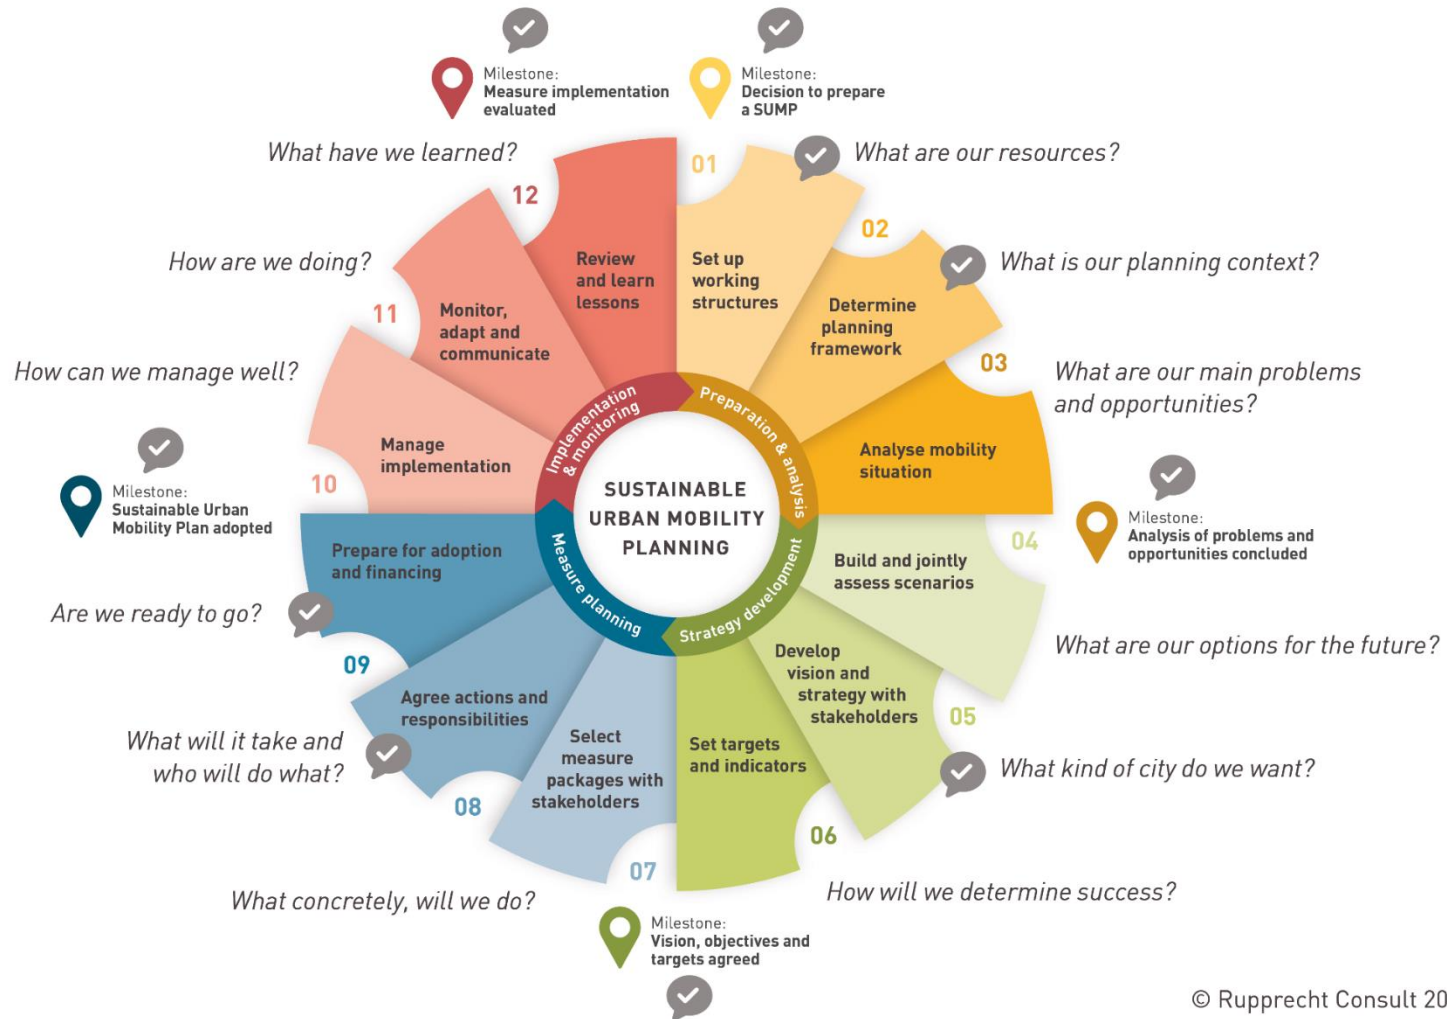 Milestone:
Measure implementation
evaluated
Milestone:
Decision to prepare
a SUMP
What have we learned?
What are our resources?
How are we doing?
What is our planning context?
How can we manage well?
What are our main problems
and opportunities?
Milestone:
Sustainable Urban
Mobility Plan adopted
Milestone:
Analysis of problems and
opportunities concluded
Are we ready to go?
What are our options for the future?
What will it take and
who will do what?
What kind of city do we want?
What concretely, will we do?
How will we determine success?
Milestone:
Vision, objectives and
targets agreed
01
Set up
working
structures
02
Determine
planning
framework
03
Analyse mobility
situation
04
Build and jointly
assess scenarios
05
Develop
vision and
strategy with
stakeholders
06
Set targets
and indicators
07
Select
measure
packages with
stakeholders
08
Agree actions and
responsibilities
09
Prepare for adoption
and financing
10
Manage
implementation
11
Monitor,
adapt and
communicate
12
Review
and learn
lessons
Preparation & analysis
Strategy development
Measure planning
Implementation
& monitoring
SUSTAINABLE
URBAN MOBILITY
PLANNING
© Rupprecht Consult 20